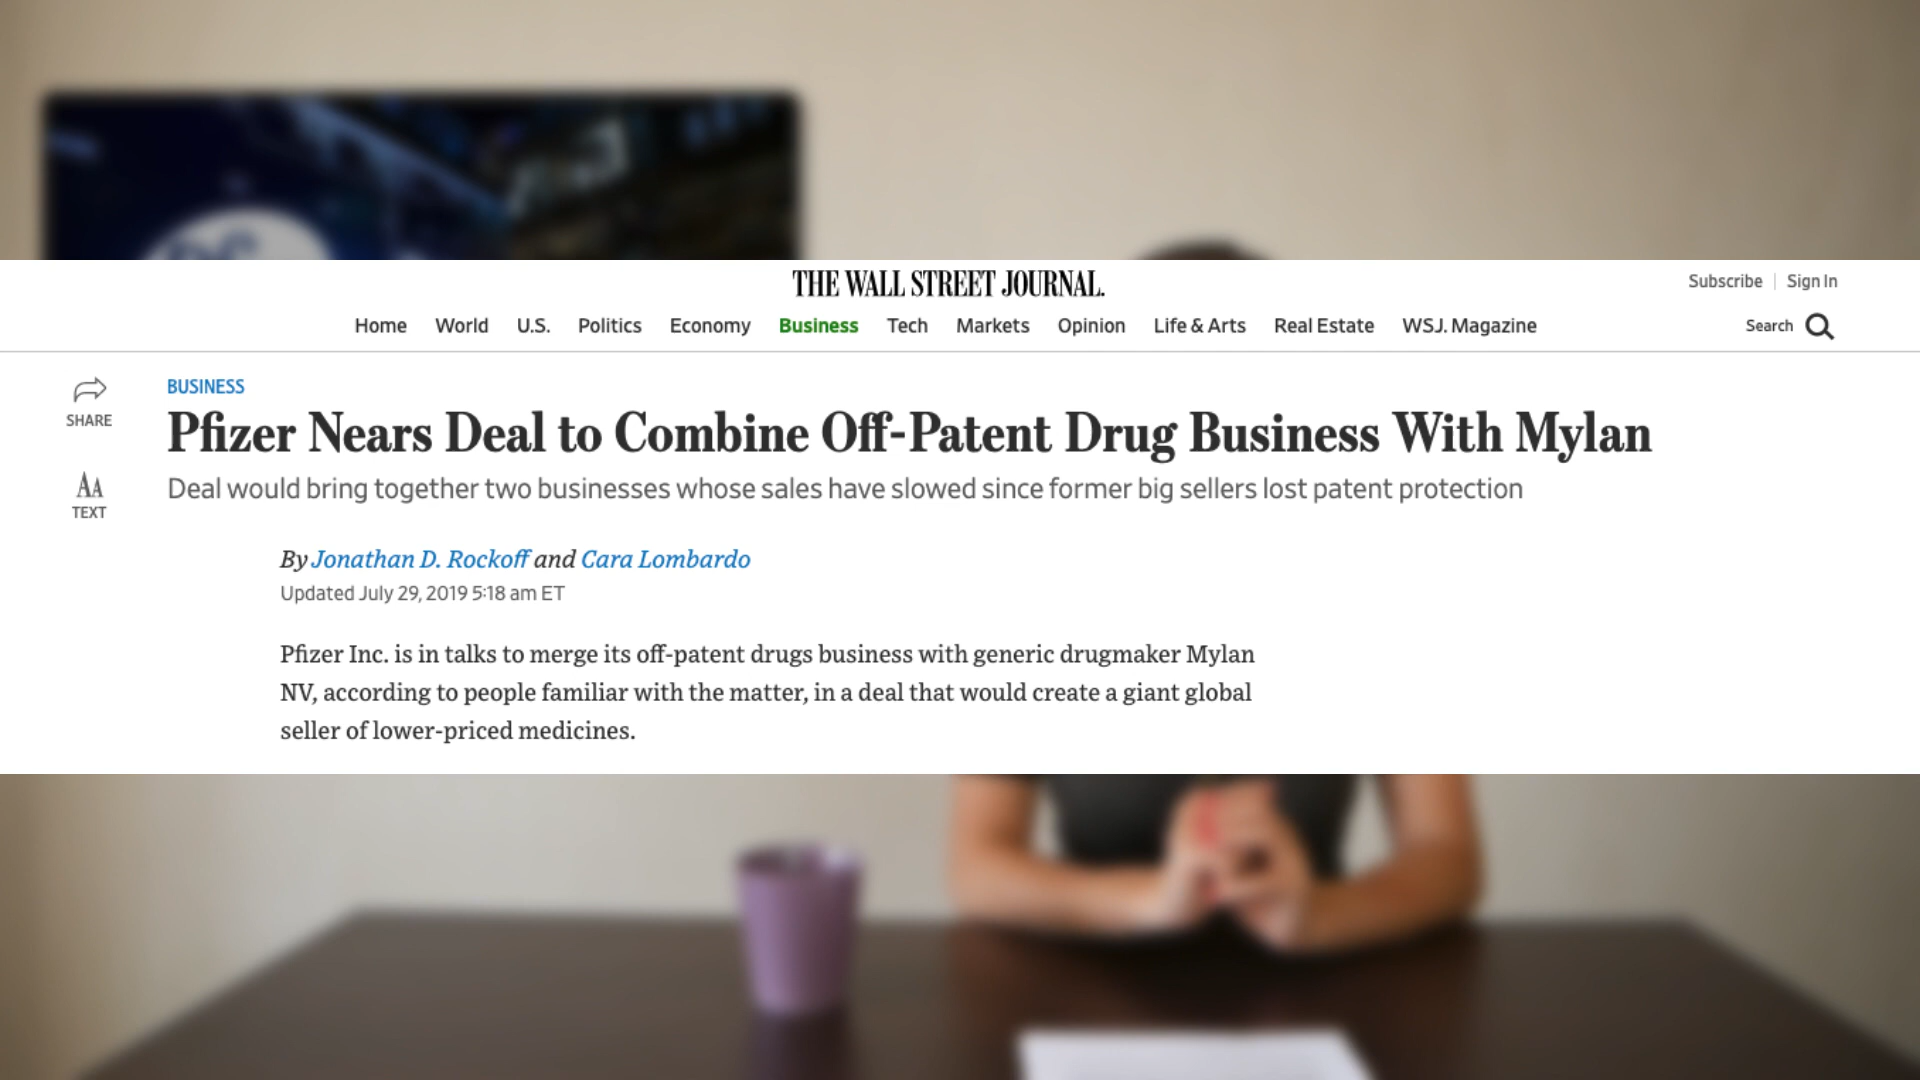 THE WALL STREET JOURNAL.
Subscribe | Sign In
Home World U.S. Politics Economy Business Tech Markets Opinion Life & Arts Real Estate WSJ. Magazine Search
SHARE
BUSINESS
Pfizer Nears Deal to Combine Off-Patent Drug Business With Mylan
Deal would bring together two businesses whose sales have slowed since former big sellers lost patent protection
AA
TEXT
By Jonathan D. Rockoff and Cara Lombardo
Updated July 29, 2019 5:18 am ET
Pfizer Inc. is in talks to merge its off-patent drugs business with generic drugmaker Mylan
NV, according to people familiar with the matter, in a deal that would create a giant global
seller of lower-priced medicines.